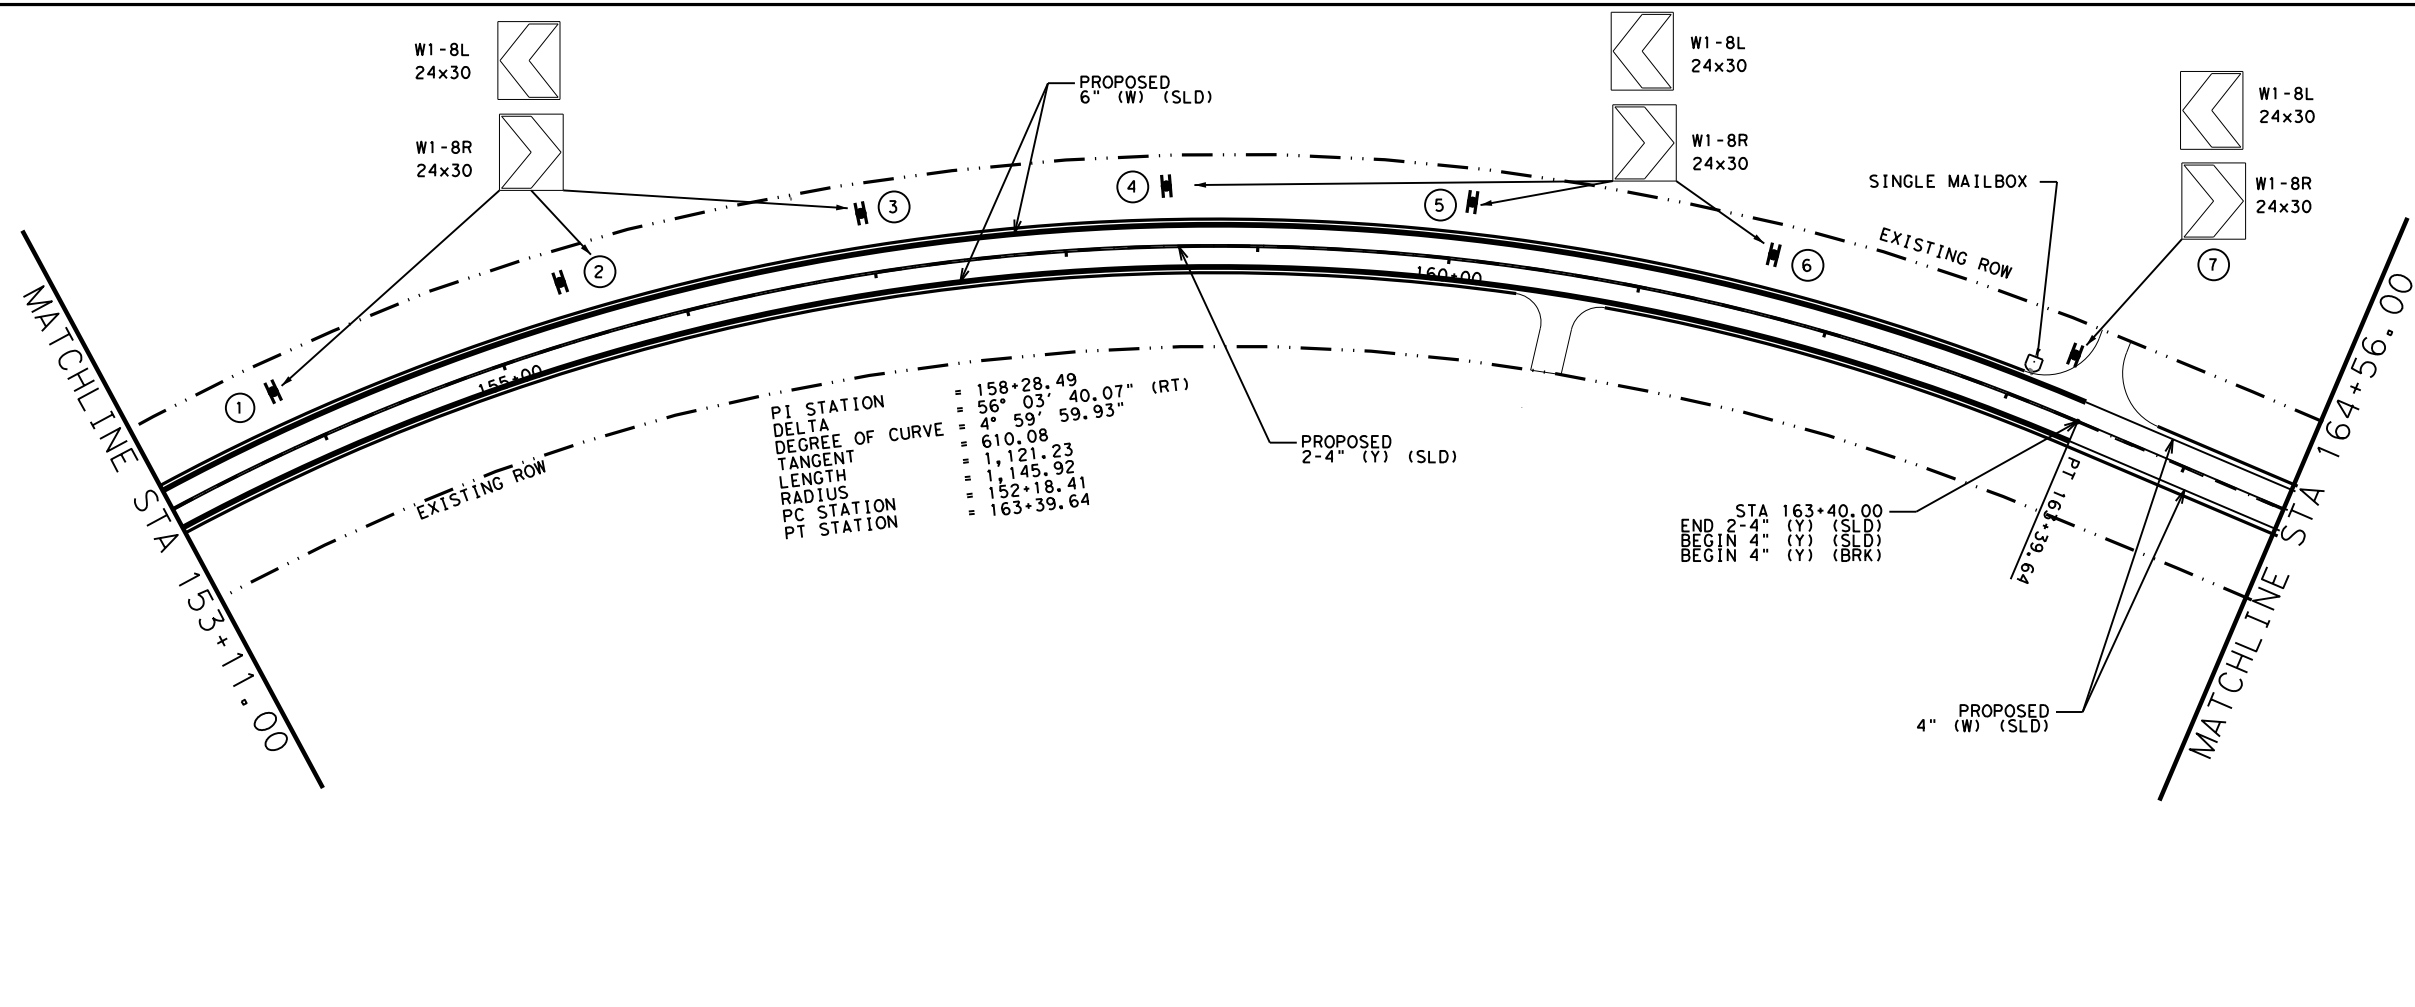 W1-8L
24x30
W1-8R
24x30
PROPOSED
6" (W) (SLD)
W1-8L
24x30
W1-8R
24x30
W1-8L
24x30
W1-8R
24x30
SINGLE MAILBOX
1
2
3
4
5
6
7
EXISTING ROW
155+00
160+00
EXISTING ROW
PI STATION = 158+28.49
DELTA = 56° 03' 40.07" (RT)
DEGREE OF CURVE = 4° 59' 59.93"
TANGENT = 610.08
LENGTH = 1,121.23
RADIUS = 1,145.92
PC STATION = 152+18.41
PT STATION = 163+39.64
PROPOSED
2-4" (Y) (SLD)
STA 163+40.00
END 2-4" (Y) (SLD)
BEGIN 4" (Y) (SLD)
BEGIN 4" (Y) (BRK)
PT 163+39.64
PROPOSED
4" (W) (SLD)
MATCHLINE STA 153+11.00
MATCHLINE STA 164+56.00